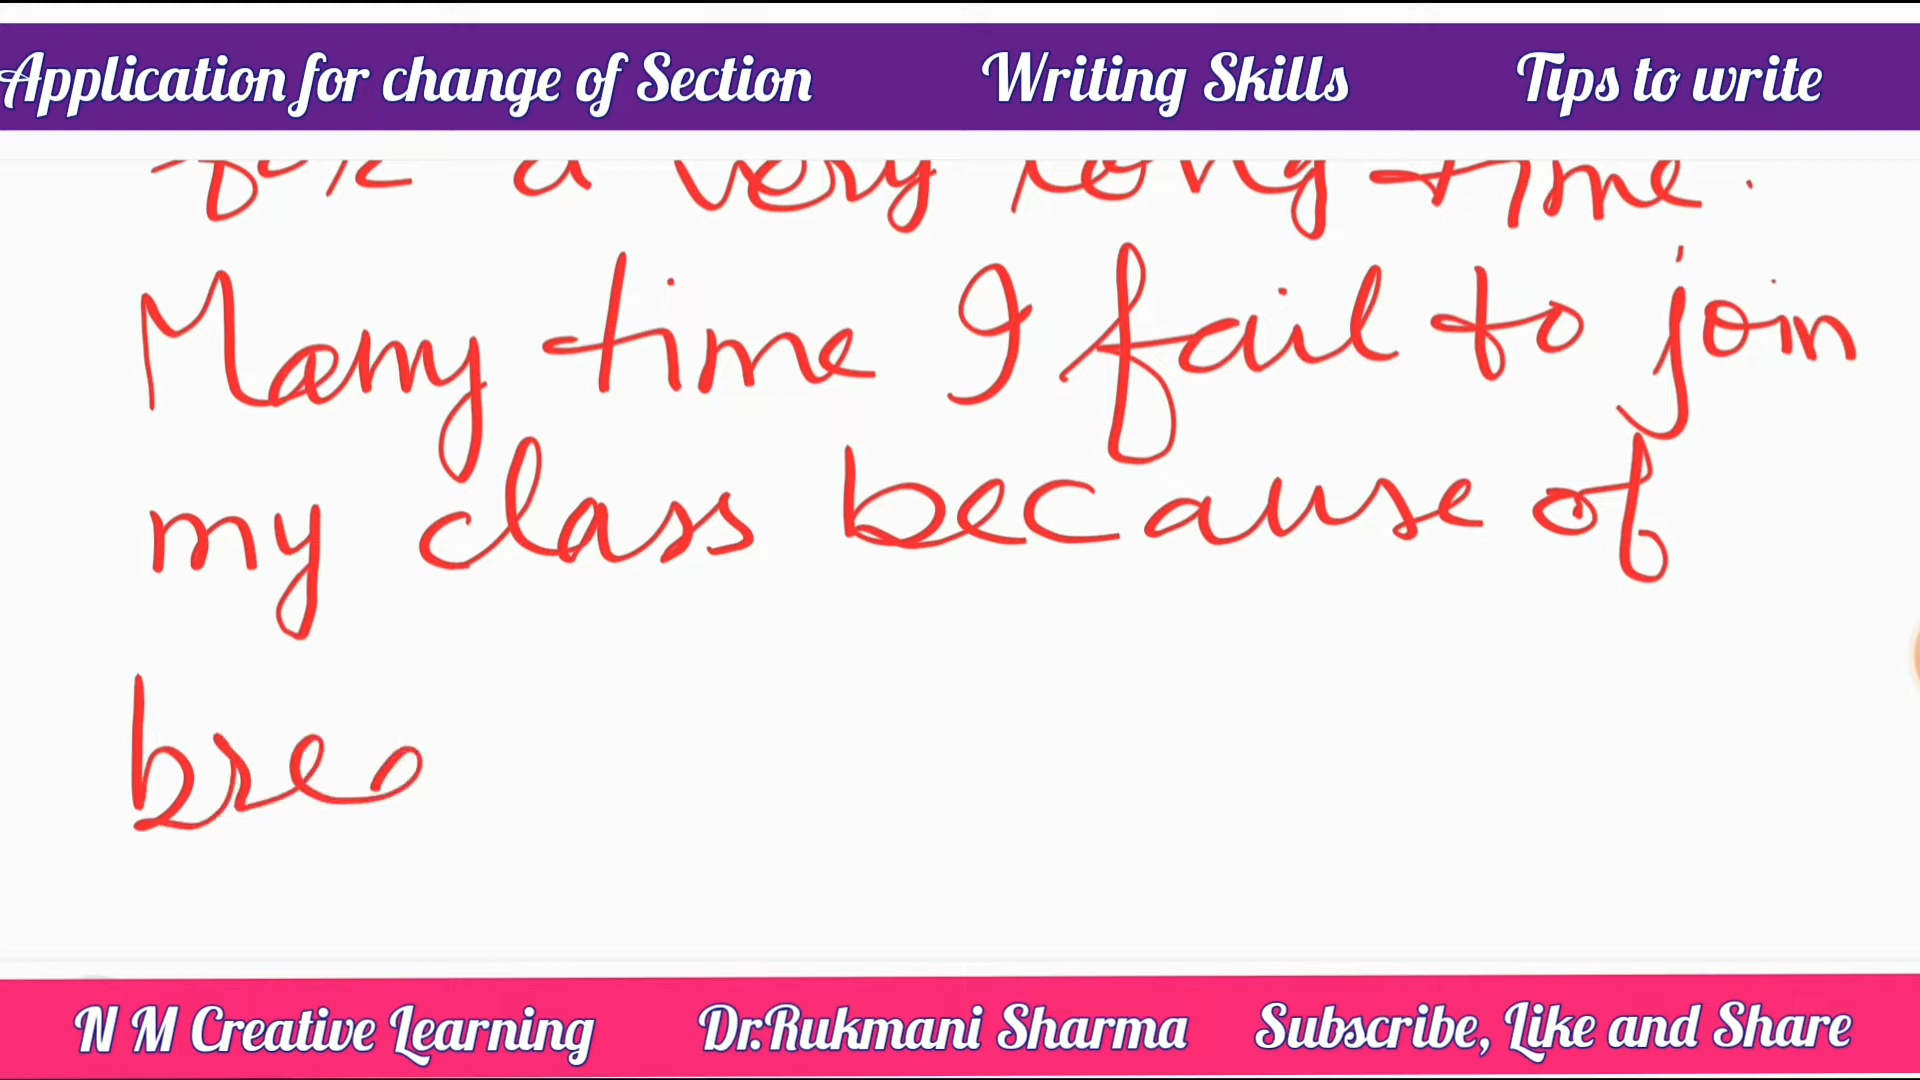 Application for change of Section Writing Skills Tips to write
for a very long time.
Many time I fail to join
my class because of
brea
N M Creative Learning Dr.Rukmani Sharma Subscribe, Like and Share